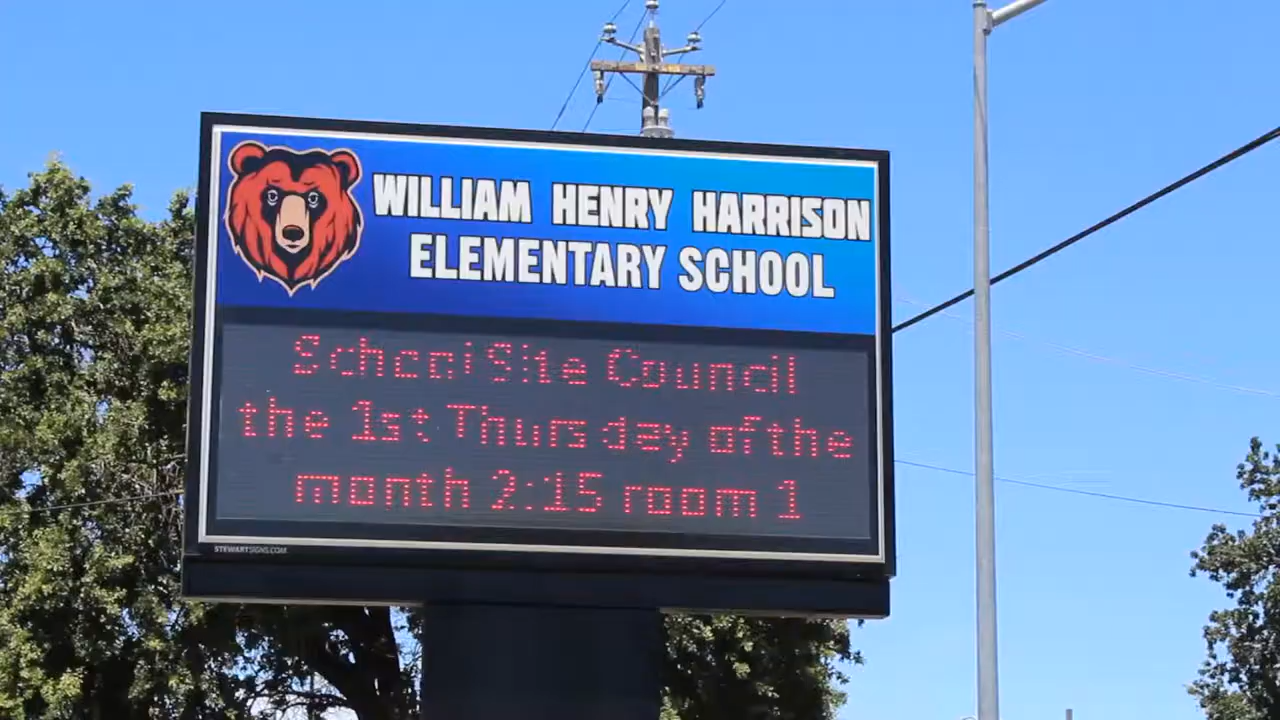 WILLIAM HENRY HARRISON
ELEMENTARY SCHOOL
School Site Council
the 1st Thursday of the
month 2:15 room 1
STEWARTSIGNS.COM